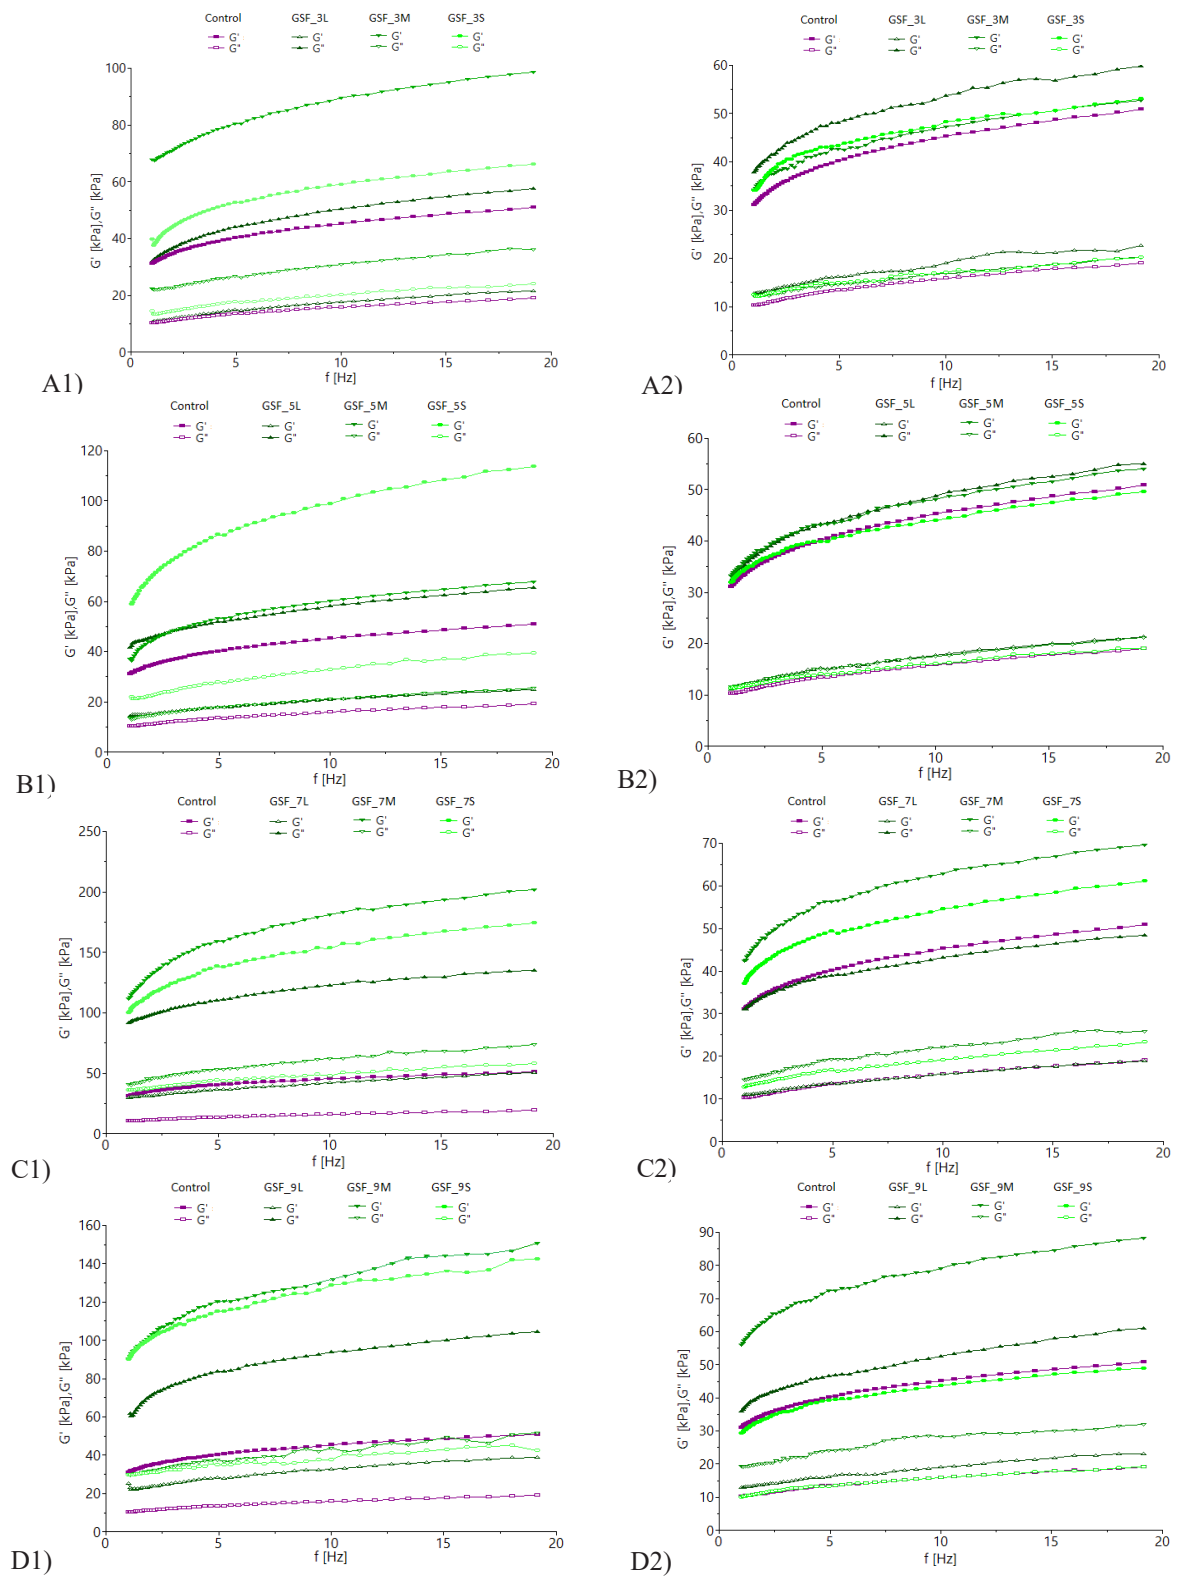 Control GSF_3L GSF_3M GSF_3S
G' G' G' G'
G" G" G" G"
100
80
60
40
20
0
G' [kPa],G" [kPa]
0 5 10 15 20
f [Hz]
A1)
Control GSF_3L GSF_3M GSF_3S
G' G' G' G'
G" G" G" G"
60
50
40
30
20
10
0
G' [kPa],G" [kPa]
0 5 10 15 20
f [Hz]
A2)
Control GSF_5L GSF_5M GSF_5S
G' G' G' G'
G" G" G" G"
120
100
80
60
40
20
0
G' [kPa],G" [kPa]
0 5 10 15 20
f [Hz]
B1)
Control GSF_5L GSF_5M GSF_5S
G' G' G' G'
G" G" G" G"
60
50
40
30
20
10
0
G' [kPa],G" [kPa]
0 5 10 15 20
f [Hz]
B2)
Control GSF_7L GSF_7M GSF_7S
G' G' G' G'
G" G" G" G"
250
200
150
100
50
0
G' [kPa],G" [kPa]
0 5 10 15 20
f [Hz]
C1)
Control GSF_7L GSF_7M GSF_7S
G' G' G' G'
G" G" G" G"
70
60
50
40
30
20
10
0
G' [kPa],G" [kPa]
0 5 10 15 20
f [Hz]
C2)
Control GSF_9L GSF_9M GSF_9S
G' G' G' G'
G" G" G" G"
160
140
120
100
80
60
40
20
0
G' [kPa],G" [kPa]
0 5 10 15 20
f [Hz]
D1)
Control GSF_9L GSF_9M GSF_9S
G' G' G' G'
G" G" G" G"
90
80
70
60
50
40
30
20
10
0
G' [kPa],G" [kPa]
0 5 10 15 20
f [Hz]
D2)